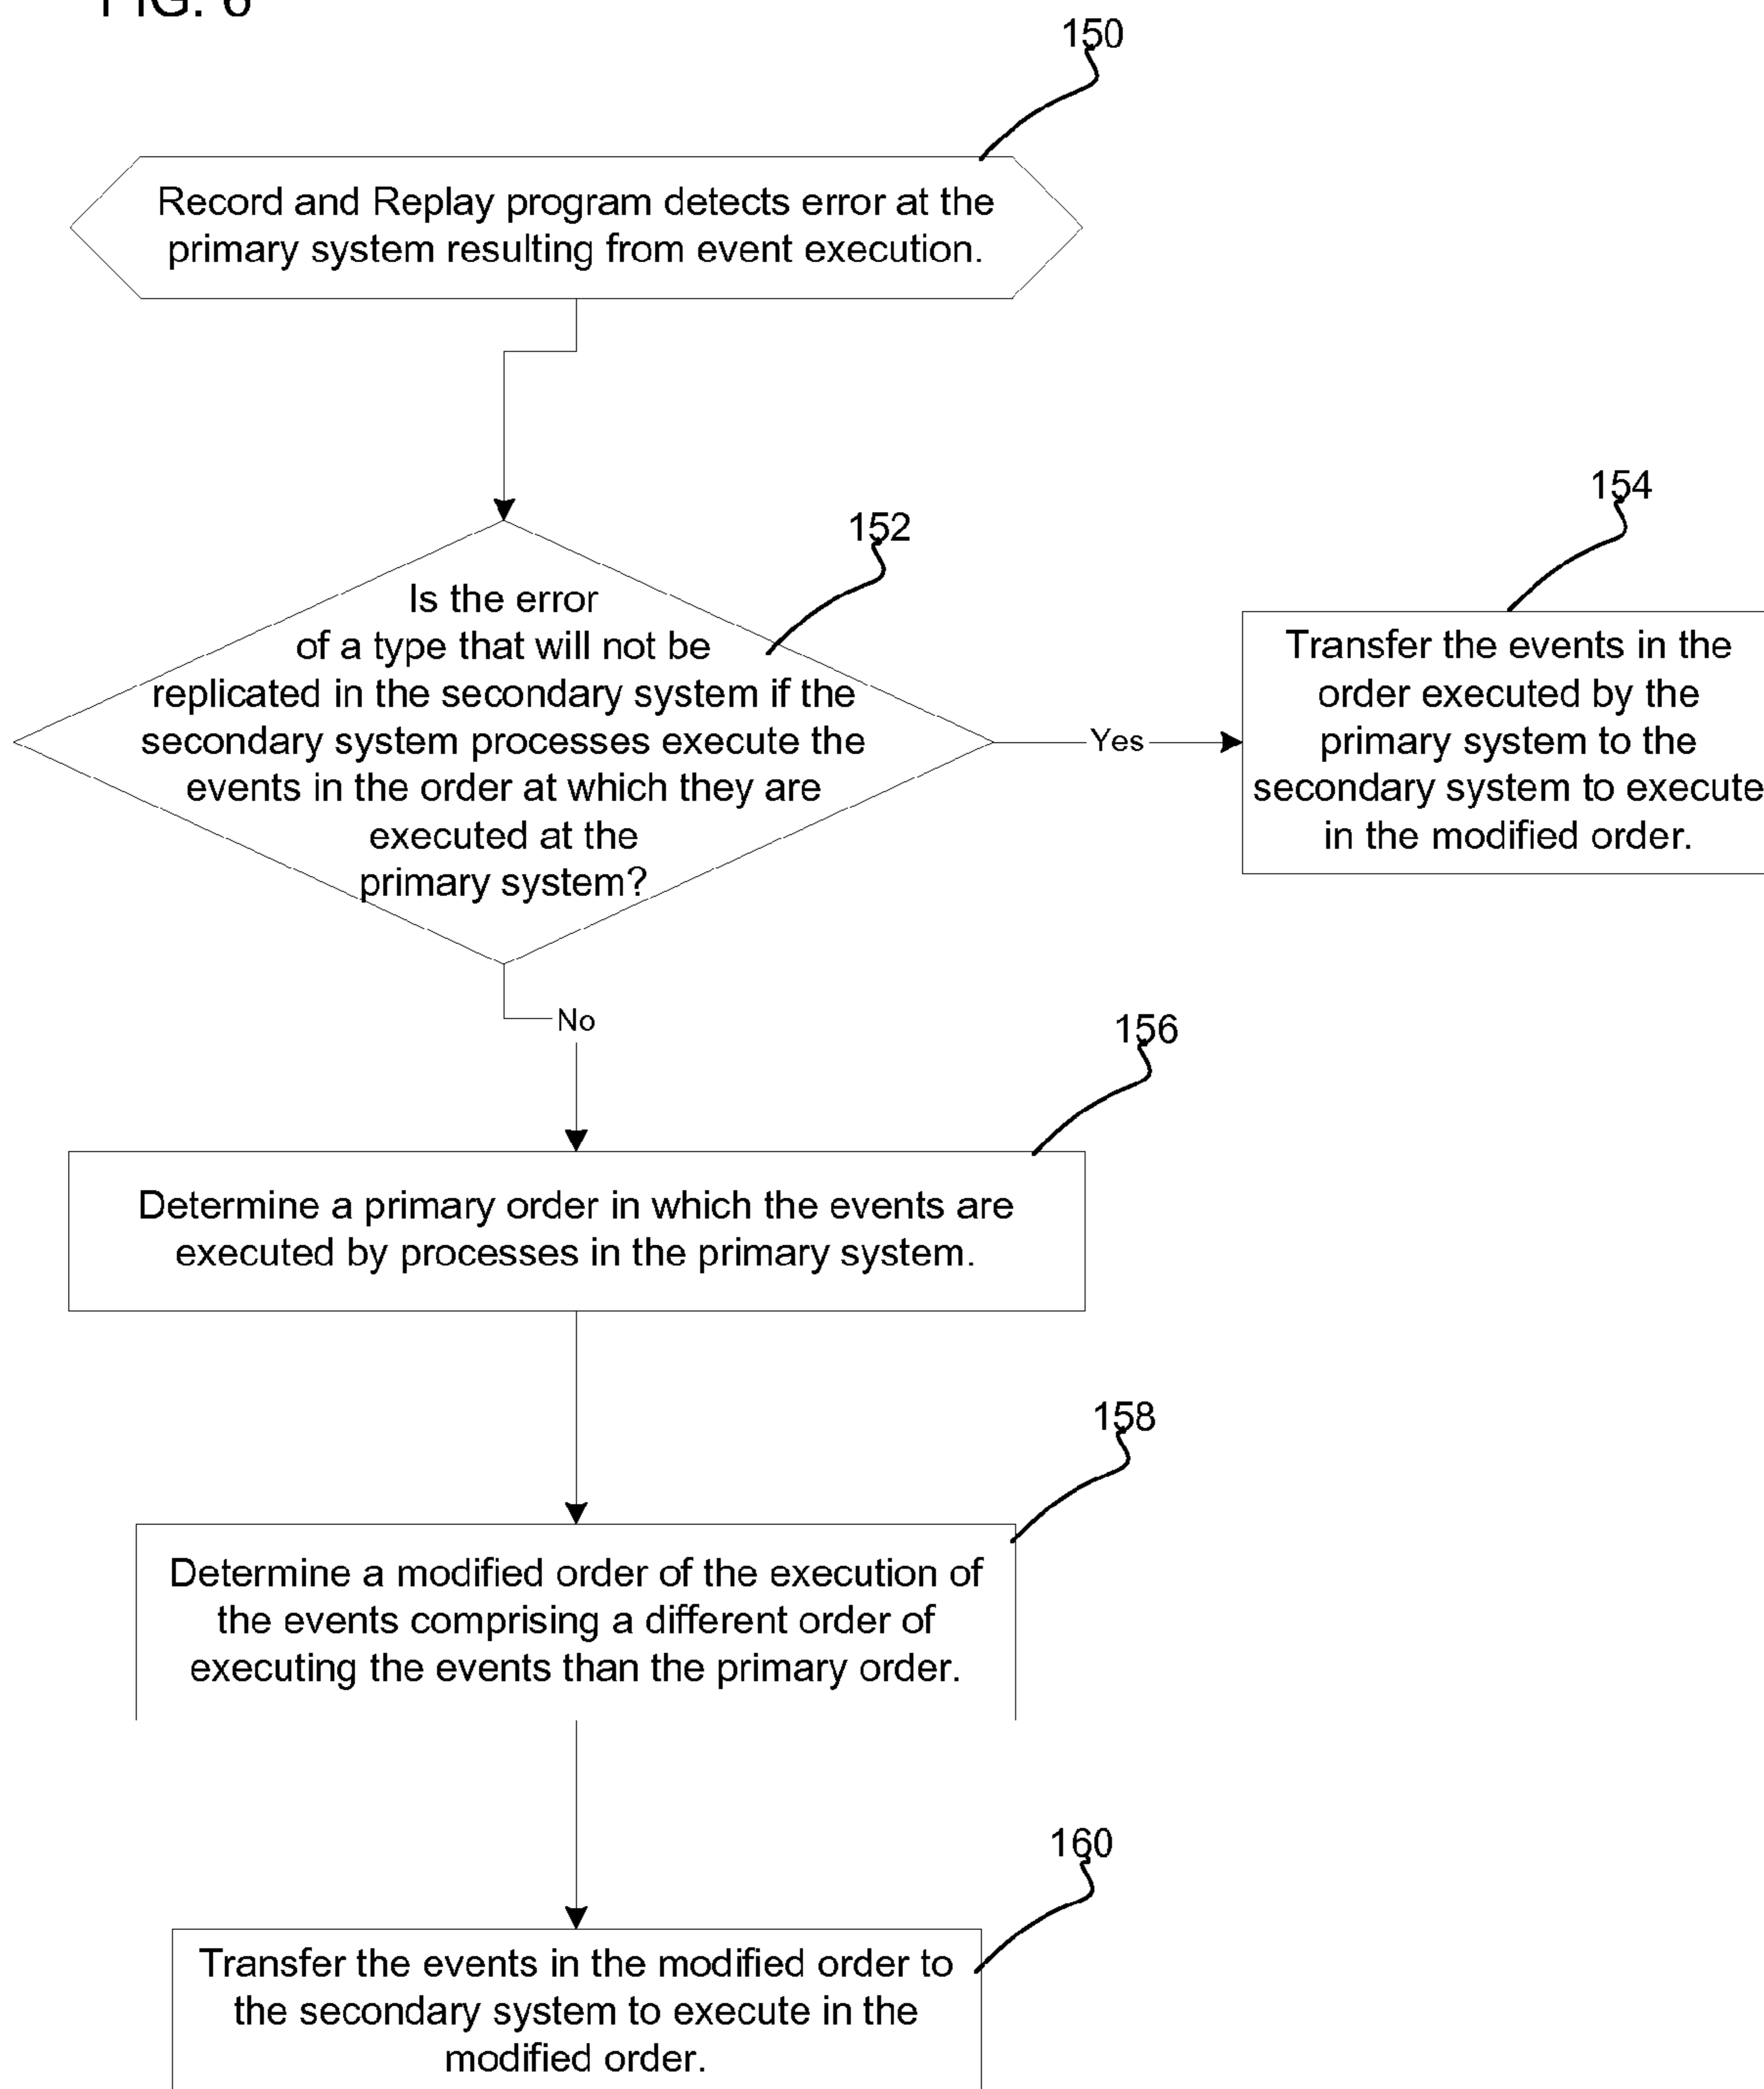 FIG. 6
150
Record and Replay program detects error at the
primary system resulting from event execution.
152
Is the error
of a type that will not be
replicated in the secondary system if the
secondary system processes execute the
events in the order at which they are
executed at the
primary system?
Yes
154
Transfer the events in the
order executed by the
primary system to the
secondary system to execute
in the modified order.
No
156
Determine a primary order in which the events are
executed by processes in the primary system.
158
Determine a modified order of the execution of
the events comprising a different order of
executing the events than the primary order.
160
Transfer the events in the modified order to
the secondary system to execute in the
modified order.